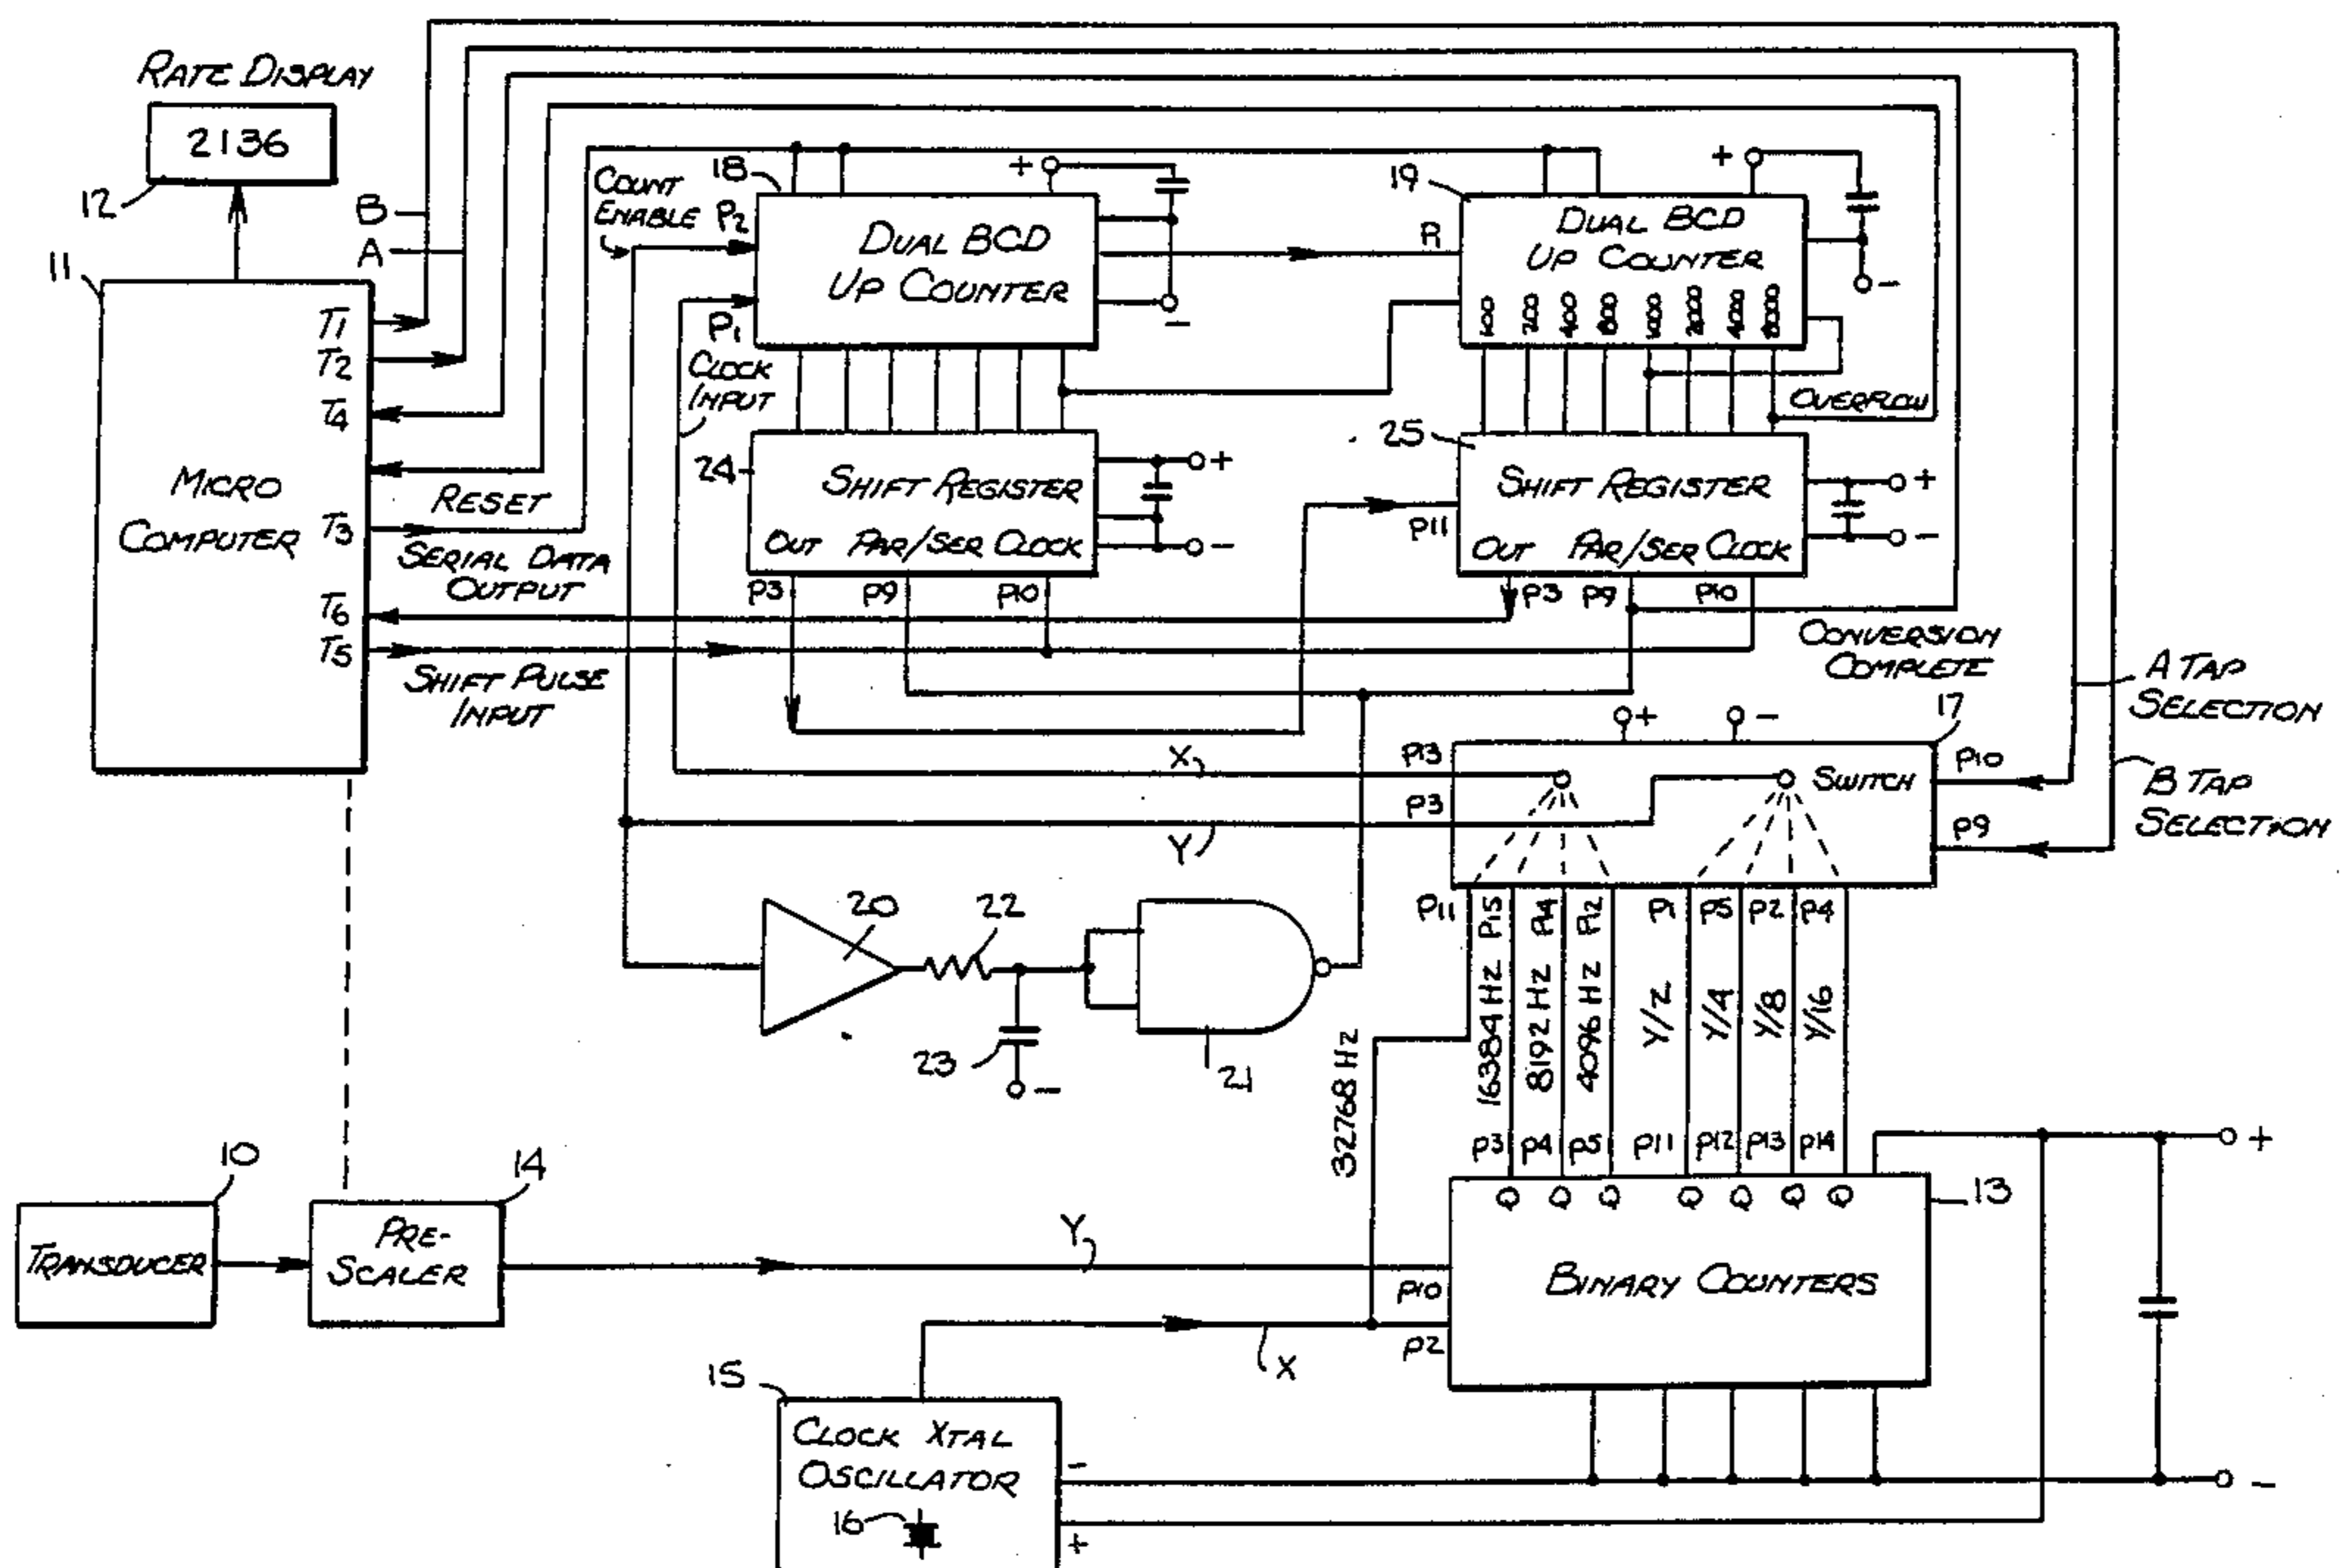 RATE DISPLAY
2136
12
B
A
11
T1
T2
T4
T3
T6
T5
MICRO
COMPUTER
RESET
SERIAL DATA
OUTPUT
SHIFT PULSE
INPUT
COUNT
ENABLE
P2
P1
CLOCK
INPUT
18
DUAL BCD
UP COUNTER
+
-
R
19
DUAL BCD
UP COUNTER
100
200
400
800
1000
2000
4000
8000
+
-
OVERFLOW
24
SHIFT REGISTER
OUT PAR/SER CLOCK
P3
P9
P10
+
-
25
SHIFT REGISTER
P11
OUT PAR/SER CLOCK
P3
P9
P10
+
-
CONVERSION
COMPLETE
A TAP
SELECTION
B TAP
SELECTION
17
+
-
X
P13
P3
Y
SWITCH
P10
P9
P11
P15
P14
P12
P1
P5
P2
P4
32768 Hz
16384 Hz
8192 Hz
4096 Hz
Y/2
Y/4
Y/8
Y/16
P3
P4
P5
P11
P12
P13
P14
20
22
23
-
21
10
TRANSDUCER
14
PRE-
SCALER
Y
P10
X
P2
Q Q Q Q Q Q Q
13
BINARY COUNTERS
+
-
15
CLOCK XTAL
OSCILLATOR
16
-
+